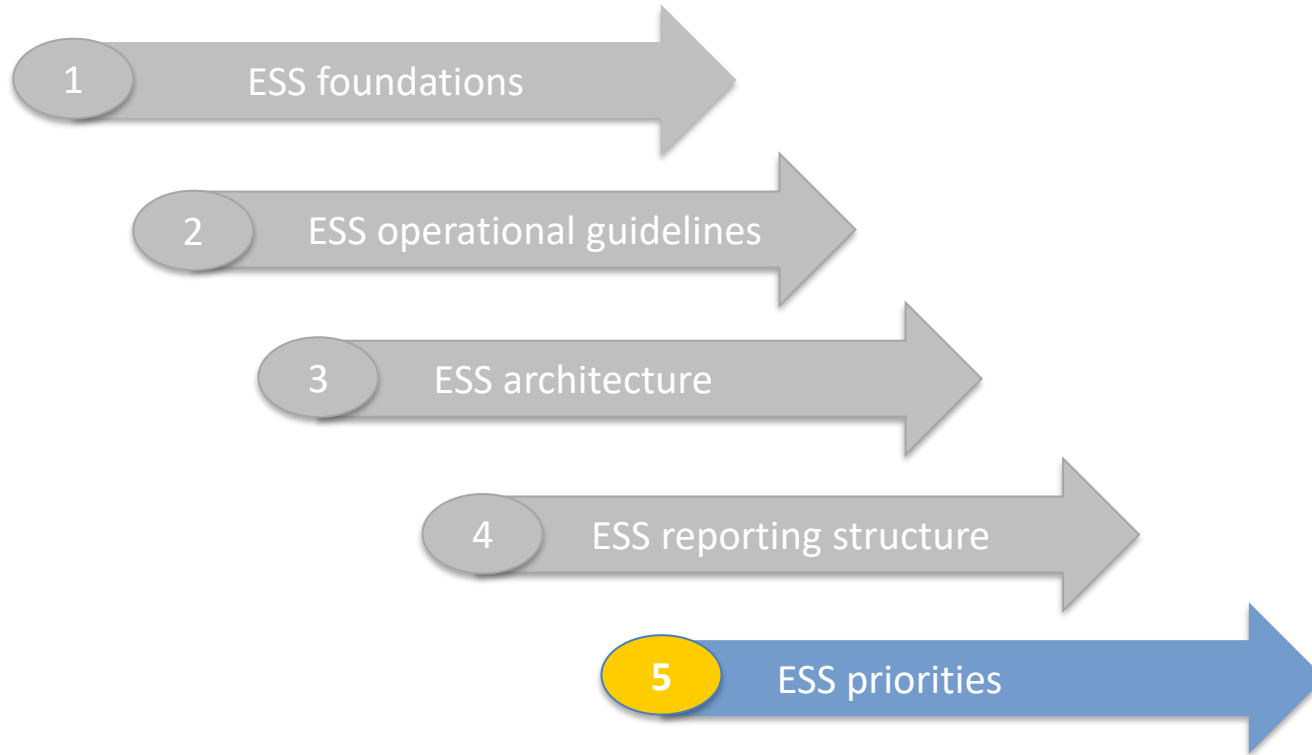 1 ESS foundations
2 ESS operational guidelines
3 ESS architecture
4 ESS reporting structure
5 ESS priorities